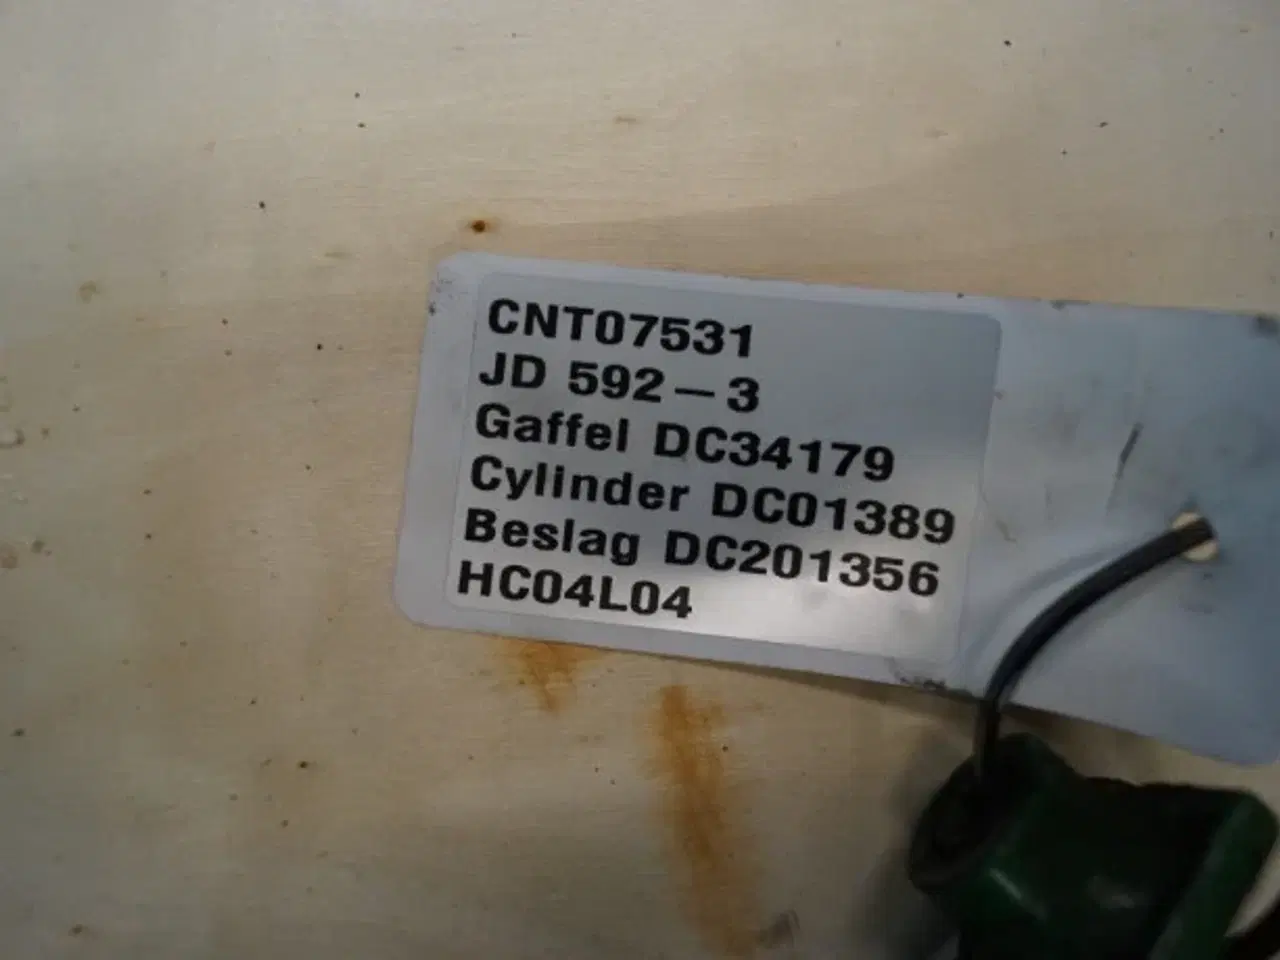 CNT07531
JD 592-3
Gaffel DC34179
Cylinder DC01389
Beslag DC201356
HC04L04